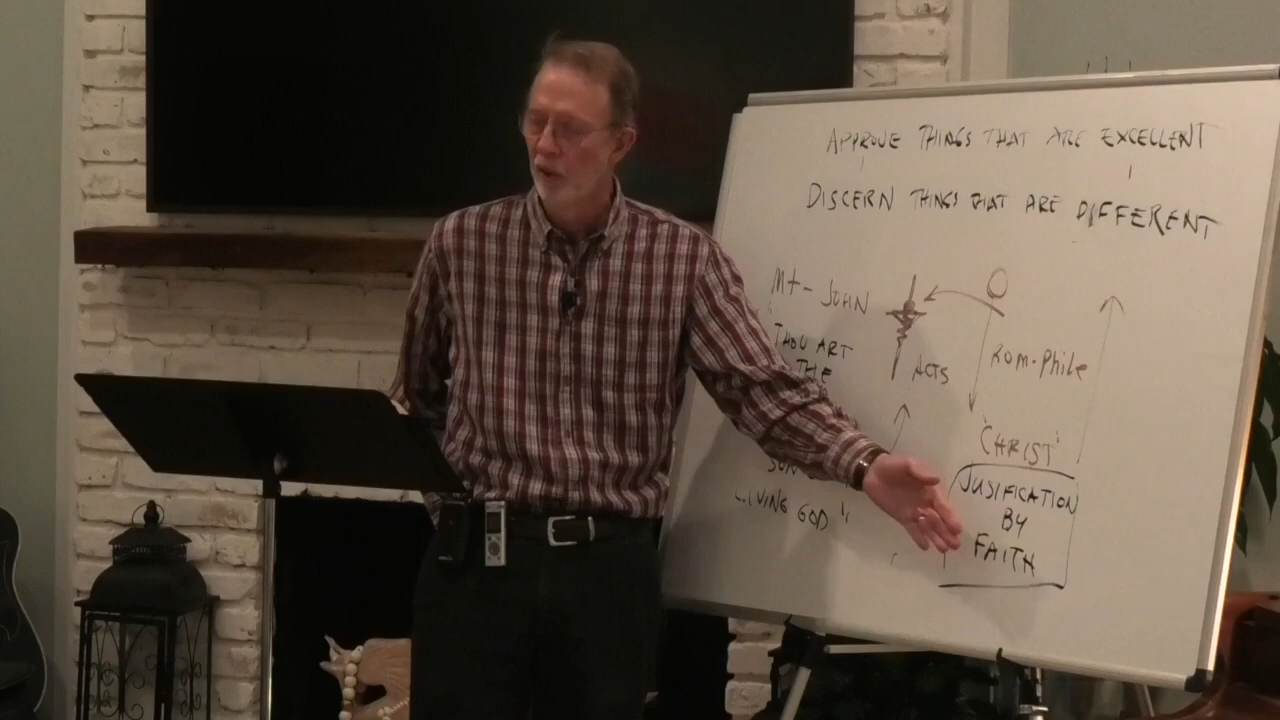 APPROVE THINGS THAT ARE EXCELLENT
DISCERN THINGS THAT ARE DIFFERENT
Mt - JOHN
"THOU ART
THE
SON
LIVING GOD"
ACTS
ROM-Phile
"CHRIST"
JUSIFICATION
BY
FAITH